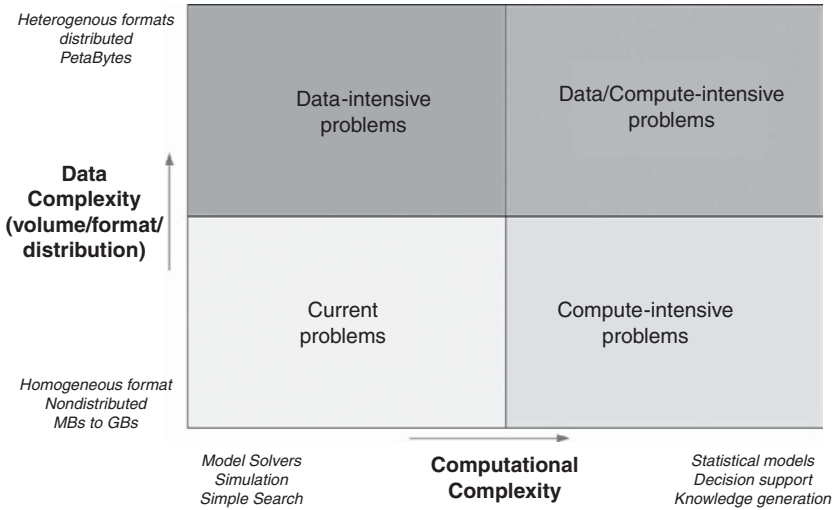 Heterogenous formats
distributed
PetaBytes
Data-intensive
problems
Data/Compute-intensive
problems
Data
Complexity
(volume/format/
distribution)
Current
problems
Compute-intensive
problems
Homogeneous format
Nondistributed
MBs to GBs
Model Solvers
Simulation
Simple Search
Computational
Complexity
Statistical models
Decision support
Knowledge generation